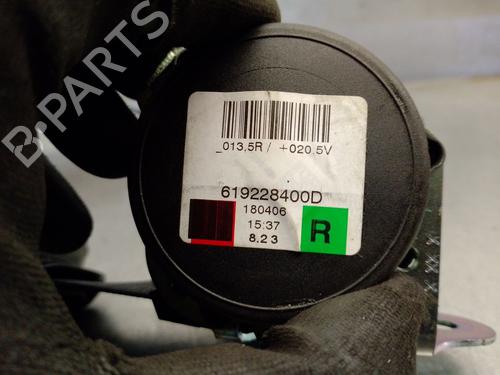 B-PARTS
_013,5R / +020,5V
619228400D
180406
15:37
8.23
R